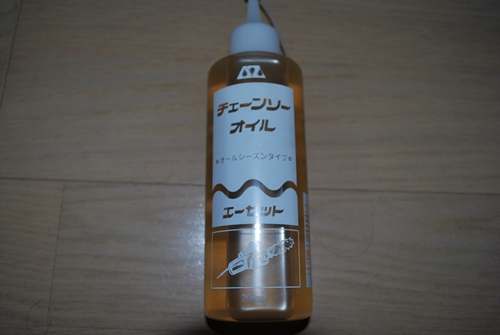 チェーンソー
オイル
●オールシーズンタイプ●
エーゼット